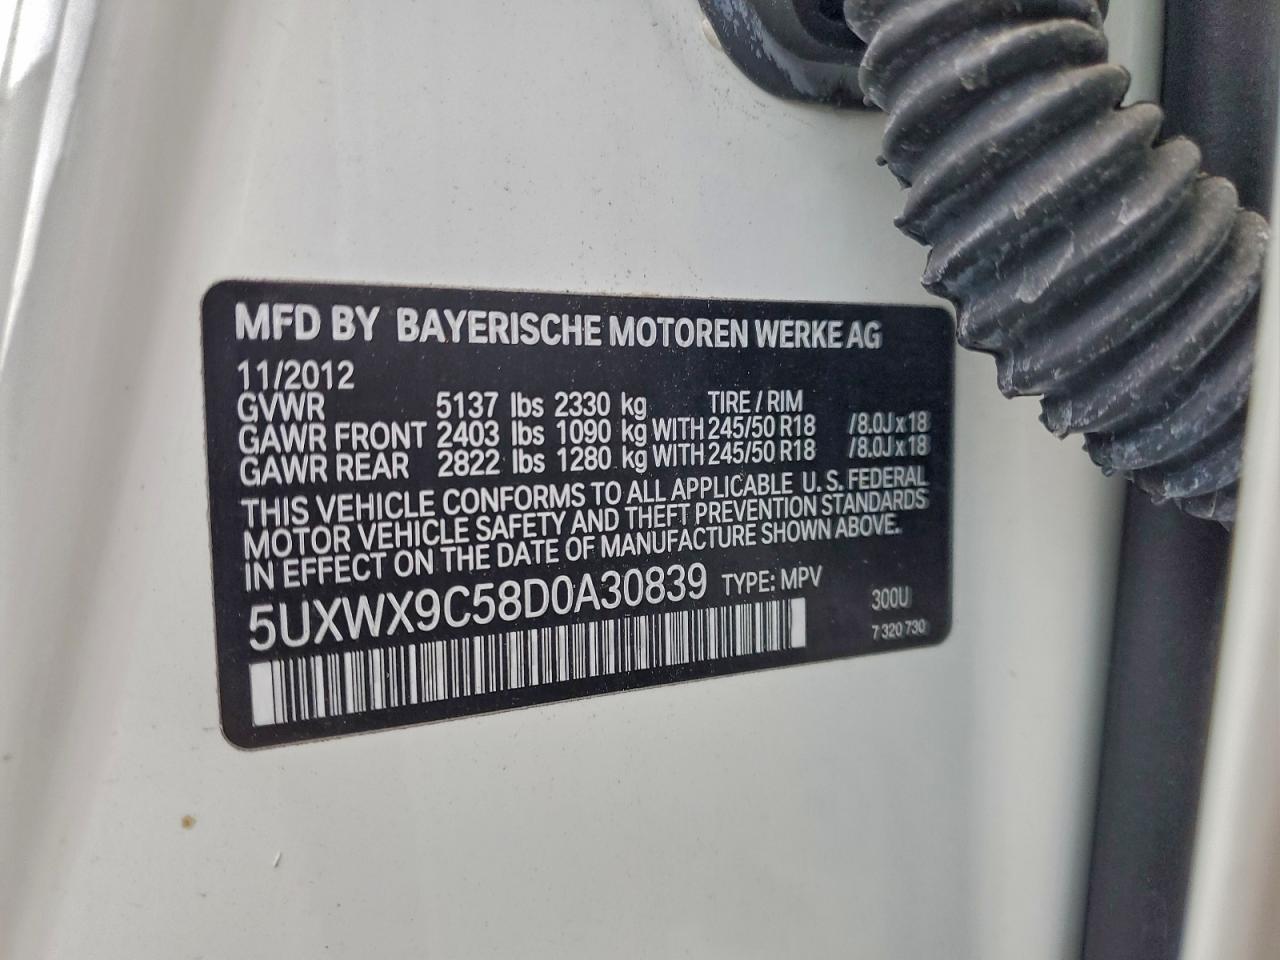 MFD BY BAYERISCHE MOTOREN WERKE AG
11/2012
GVWR 5137 lbs 2330 kg TIRE / RIM
GAWR FRONT 2403 lbs 1090 kg WITH 245/50 R18 /8.0J x 18
GAWR REAR 2822 lbs 1280 kg WITH 245/50 R18 /8.0J x 18
THIS VEHICLE CONFORMS TO ALL APPLICABLE U. S. FEDERAL
MOTOR VEHICLE SAFETY AND THEFT PREVENTION STANDARDS
IN EFFECT ON THE DATE OF MANUFACTURE SHOWN ABOVE.
5UXWX9C58D0A30839 TYPE: MPV
300U
7 320 730